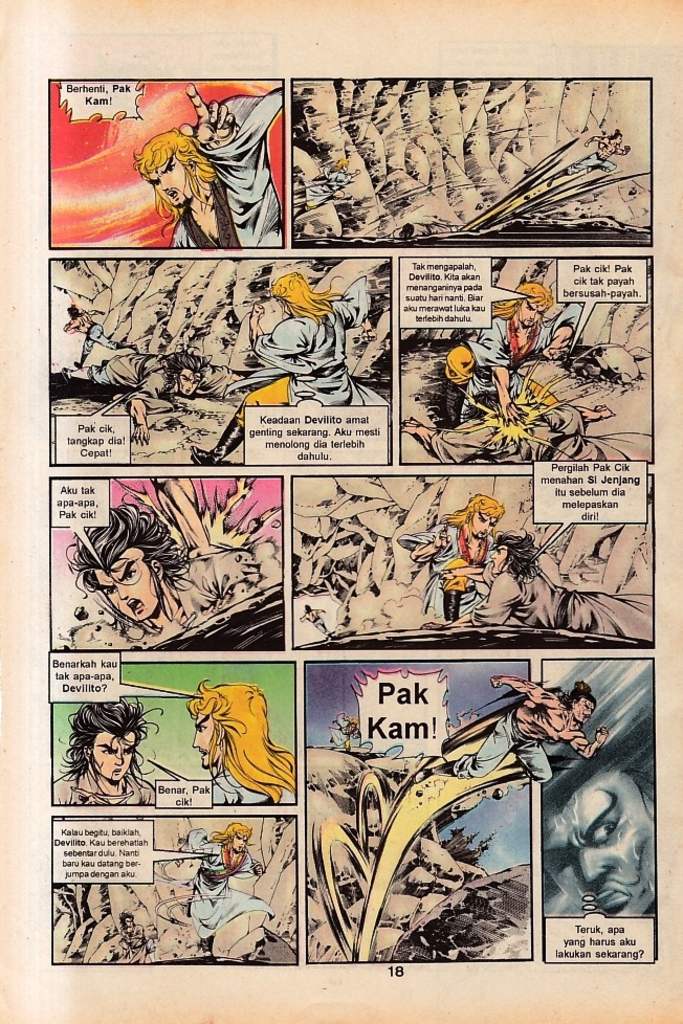 Berhenti, Pak
Kam!
Pak cik,
tangkap dia!
Cepat!
Keadaan Devilito amat
genting sekarang. Aku mesti
menolong dia terlebih
dahulu.
Tak mengapalah,
Devilito. Kita akan
menanganinya pada
suatu hari nanti. Biar
aku merawat luka kau
terlebih dahulu.
Pak cik! Pak
cik tak payah
bersusah-payah.
Aku tak
apa-apa,
Pak cik!
Pergilah Pak Cik
menahan Si Jenjang
itu sebelum dia
melepaskan
diri!
Benarkah kau
tak apa-apa,
Devilito?
Benar, Pak
cik!
Kalau begitu, baiklah,
Devilito. Kau berehatlah
sebentar dulu. Nanti
baru kau datang ber-
jumpa dengan aku.
Pak
Kam!
Teruk, apa
yang harus aku
lakukan sekarang?
18